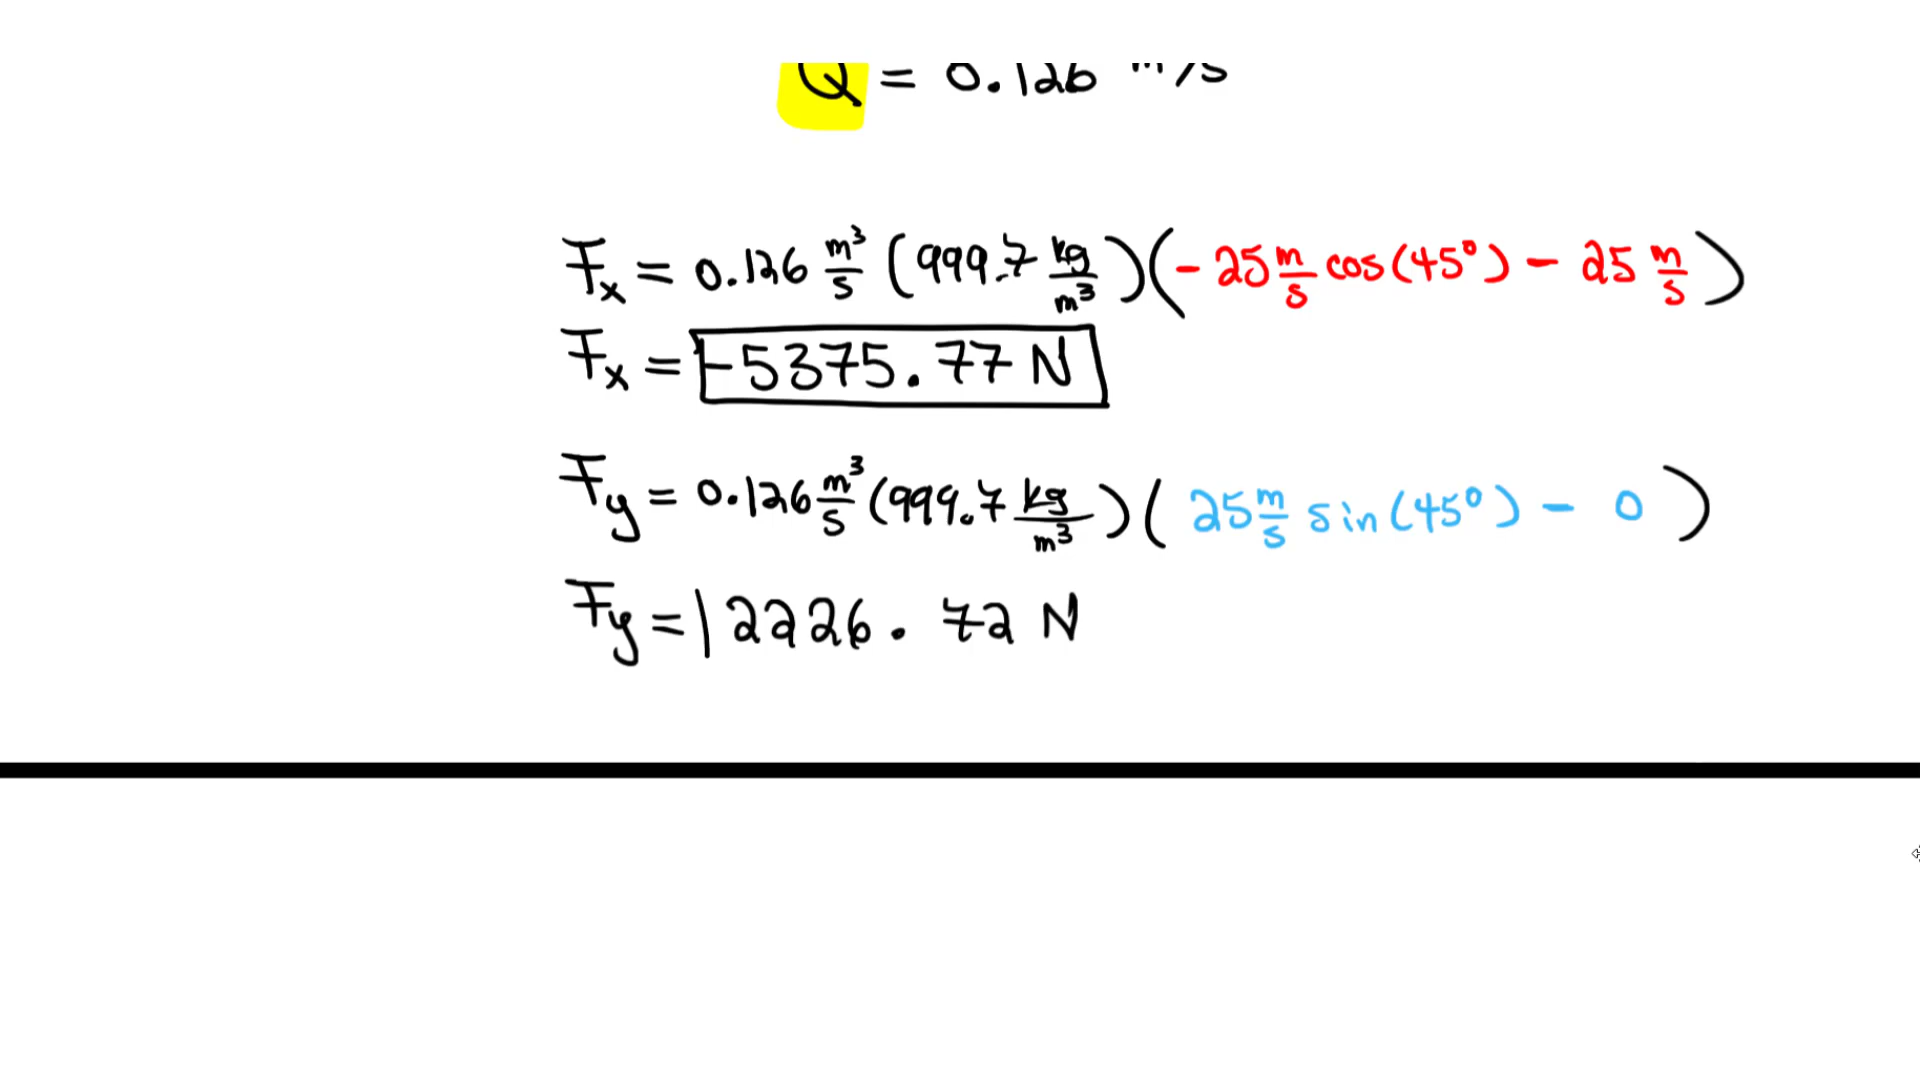 Q = 0.126 m/s
Fx = 0.126 m³/s (999.7 kg/m³)(- 25 m/s cos(45°) - 25 m/s)
Fx = -5375.77 N
Fy = 0.126 m³/s (999.7 kg/m³)( 25 m/s sin(45°) - 0 )
Fy = | 2226. 72 N